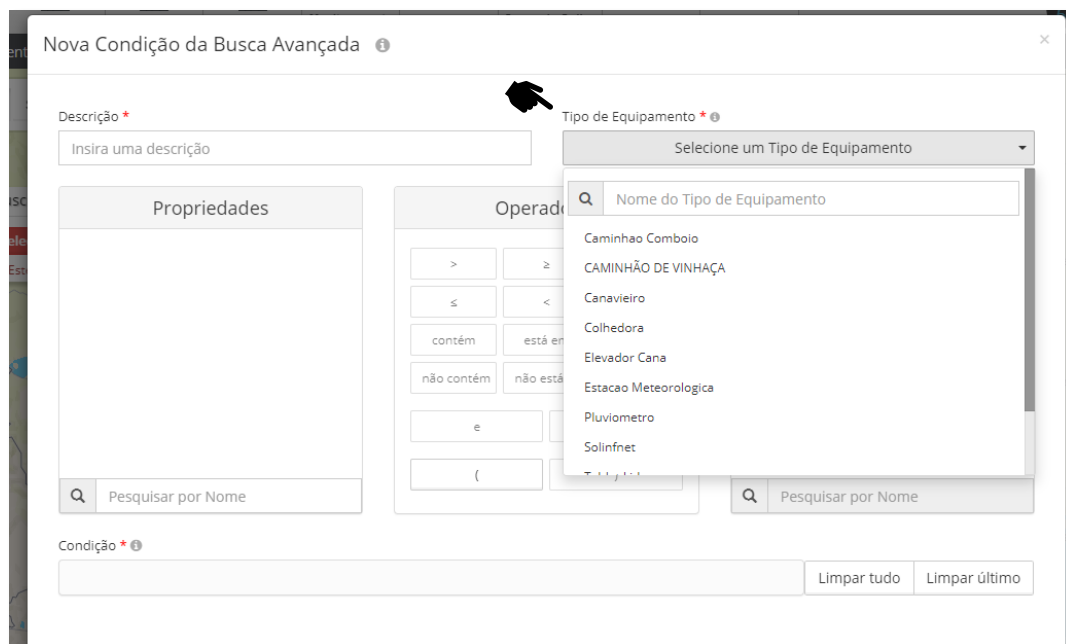 Nova Condição da Busca Avançada
Descrição *
Tipo de Equipamento *
Insira uma descrição
Selecione um Tipo de Equipamento
Nome do Tipo de Equipamento
Caminhao Comboio
CAMINHÃO DE VINHAÇA
Canavieiro
Colhedora
Elevador Cana
Estacao Meteorologica
Pluviometro
Solinfnet
Propriedades
> ≥
≤ <
contém
não contém
e
(
Pesquisar por Nome
Pesquisar por Nome
Condição *
Limpar tudo Limpar último